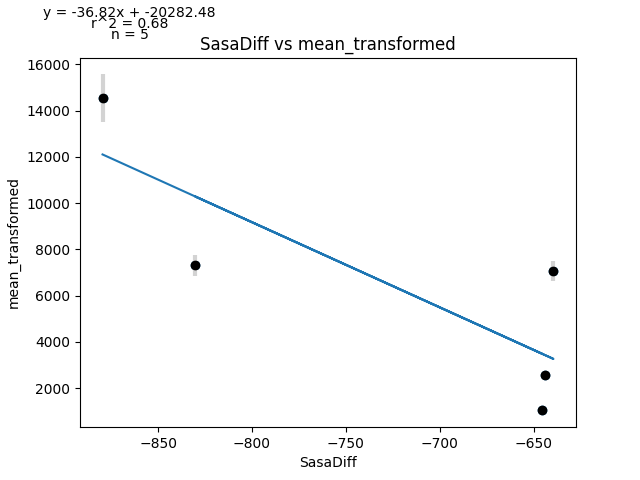 y = -36.82x + -20282.48
r^2 = 0.68
n = 5
SasaDiff vs mean_transformed
16000
14000
12000
10000
8000
6000
4000
2000
mean_transformed
−850
−800
−750
−700
−650
SasaDiff